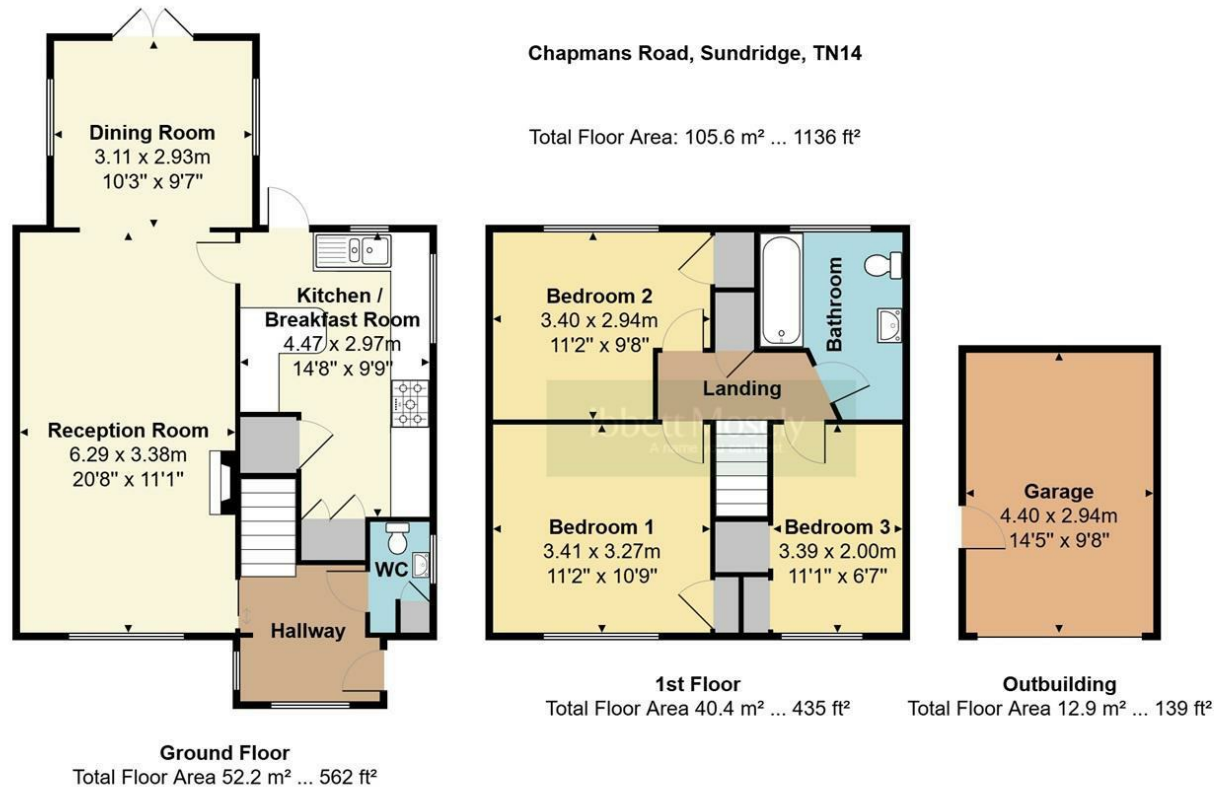 Chapmans Road, Sundridge, TN14
Total Floor Area: 105.6 m² ... 1136 ft²
Dining Room
3.11 x 2.93m
10'3" x 9'7"
Kitchen /
Breakfast Room
4.47 x 2.97m
14'8" x 9'9"
Reception Room
6.29 x 3.38m
20'8" x 11'1"
WC
Hallway
Ground Floor
Total Floor Area 52.2 m² ... 562 ft²
Bedroom 2
3.40 x 2.94m
11'2" x 9'8"
Bathroom
Landing
Ibbett Mosely
Bedroom 1
3.41 x 3.27m
11'2" x 10'9"
Bedroom 3
3.39 x 2.00m
11'1" x 6'7"
1st Floor
Total Floor Area 40.4 m² ... 435 ft²
Garage
4.40 x 2.94m
14'5" x 9'8"
Outbuilding
Total Floor Area 12.9 m² ... 139 ft²